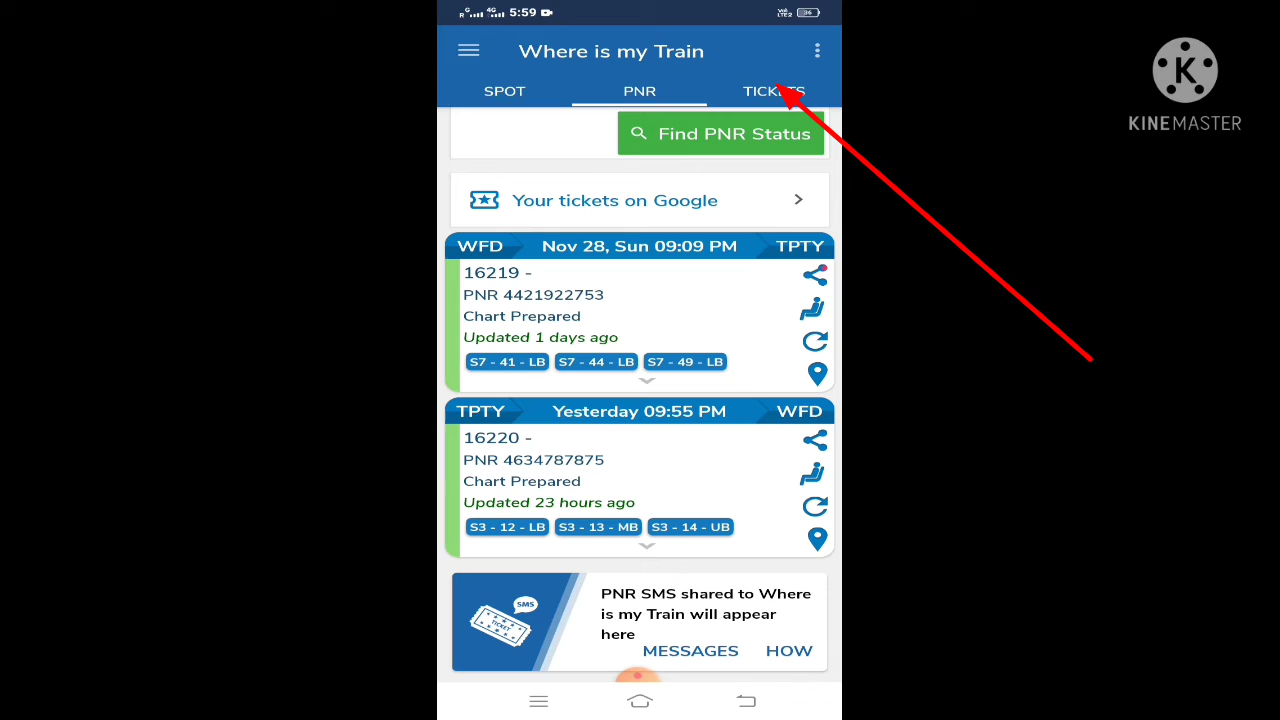 R G 4G 5:59 Vo) LTE2 36
Where is my Train
SPOT PNR TICKETS
Find PNR Status
Your tickets on Google
WFD Nov 28, Sun 09:09 PM TPTY
16219 -
PNR 4421922753
Chart Prepared
Updated 1 days ago
S7 - 41 - LB S7 - 44 - LB S7 - 49 - LB
TPTY Yesterday 09:55 PM WFD
16220 -
PNR 4634787875
Chart Prepared
Updated 23 hours ago
S3 - 12 - LB S3 - 13 - MB S3 - 14 - UB
SMS
TICKET
PNR SMS shared to Where
is my Train will appear
here
MESSAGES HOW
K
KINEMASTER